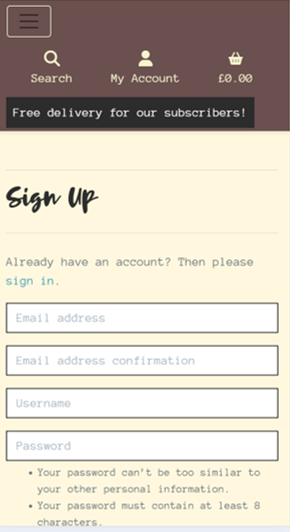 Search My Account £0.00
Free delivery for our subscribers!
Sign Up
Already have an account? Then please
sign in.
Email address
Email address confirmation
Username
Password
• Your password can't be too similar to
your other personal information.
• Your password must contain at least 8
characters.